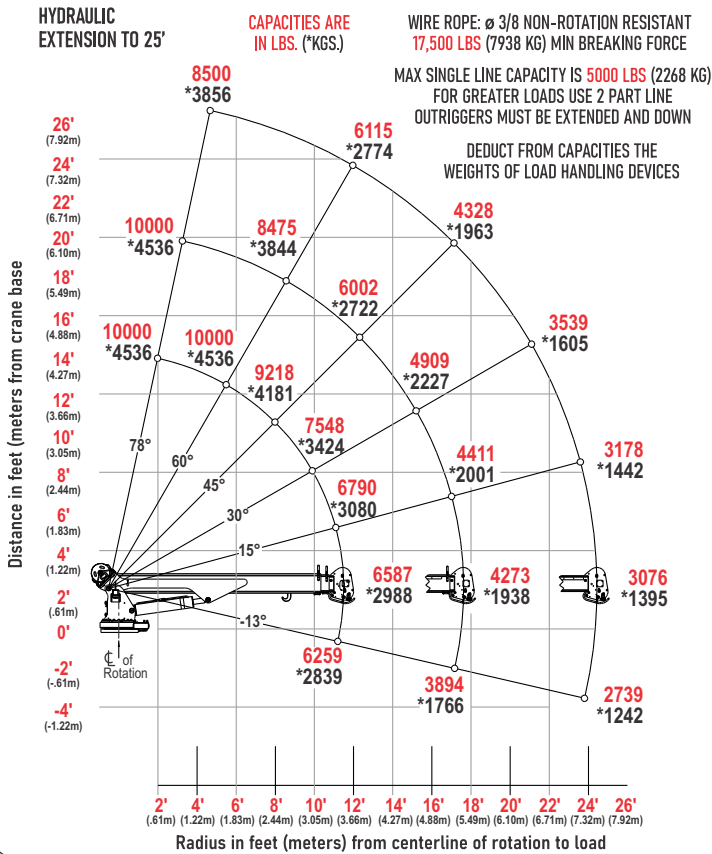 HYDRAULIC
EXTENSION TO 25'
CAPACITIES ARE
IN LBS. (*KGS.)
WIRE ROPE: ø 3/8 NON-ROTATION RESISTANT
17,500 LBS (7938 KG) MIN BREAKING FORCE
MAX SINGLE LINE CAPACITY IS 5000 LBS (2268 KG)
FOR GREATER LOADS USE 2 PART LINE
OUTRIGGERS MUST BE EXTENDED AND DOWN
DEDUCT FROM CAPACITIES THE
WEIGHTS OF LOAD HANDLING DEVICES
Distance in feet (meters from crane base
26'
(7.92m)
24'
(7.32m)
22'
(6.71m)
20'
(6.10m)
18'
(5.49m)
16'
(4.88m)
14'
(4.27m)
12'
(3.66m)
10'
(3.05m)
8'
(2.44m)
6'
(1.83m)
4'
(1.22m)
2'
(.61m)
0'
-2'
(-.61m)
-4'
(-1.22m)
8500
*3856
6115
*2774
4328
*1963
3539
*1605
3178
*1442
3076
*1395
2739
*1242
10000
*4536
8475
*3844
6002
*2722
4909
*2227
4411
*2001
4273
*1938
3894
*1766
10000
*4536
10000
*4536
9218
*4181
7548
*3424
6790
*3080
6587
*2988
6259
*2839
78°
60°
45°
30°
15°
-13°
℄ of
Rotation
2' 4' 6' 8' 10' 12' 14' 16' 18' 20' 22' 24' 26'
(.61m) (1.22m) (1.83m) (2.44m) (3.05m) (3.66m) (4.27m) (4.88m) (5.49m) (6.10m) (6.71m) (7.32m) (7.92m)
Radius in feet (meters) from centerline of rotation to load